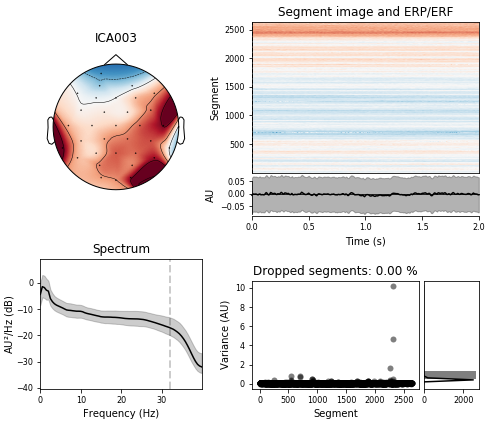 ICA003
Segment image and ERP/ERF
2500
2000
1500
1000
500
Segment
0.05
0.00
−0.05
AU
0.0 0.5 1.0 1.5 2.0
Time (s)
Spectrum
0
−10
−20
−30
−40
AU²/Hz (dB)
0 10 20 30
Frequency (Hz)
Dropped segments: 0.00 %
10
8
6
4
2
0
Variance (AU)
0 500 1000 1500 2000 2500
Segment
0 2000